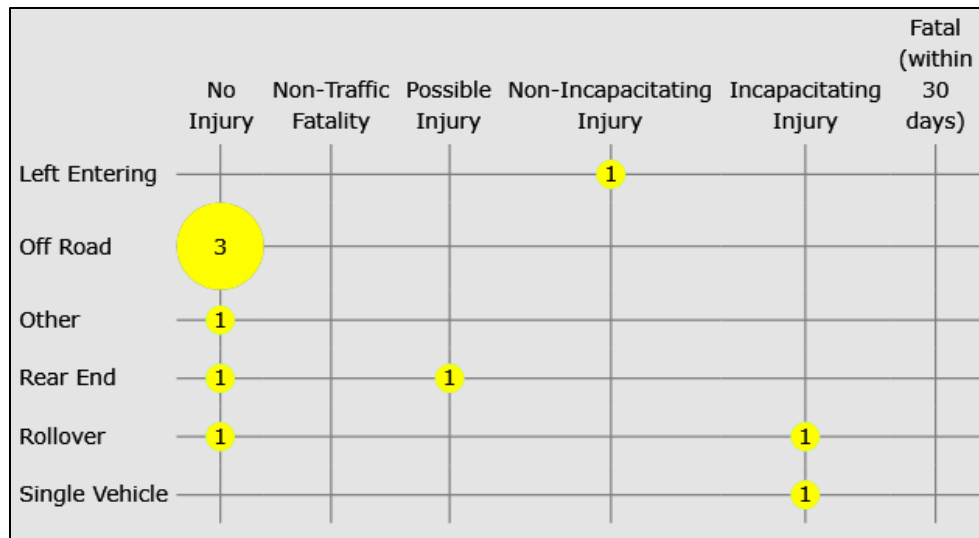 Fatal
(within
No Non-Traffic Possible Non-Incapacitating Incapacitating 30
Injury Fatality Injury Injury Injury days)
Left Entering 1
Off Road 3
Other 1
Rear End 1 1
Rollover 1 1
Single Vehicle 1